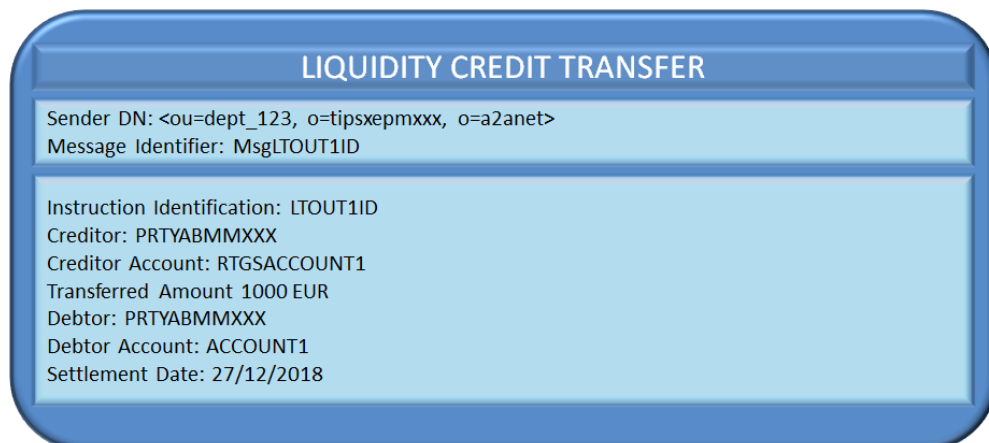 LIQUIDITY CREDIT TRANSFER
Sender DN: <ou=dept_123, o=tipsxepmxxx, o=a2anet>
Message Identifier: MsgLTOUT1ID
Instruction Identification: LTOUT1ID
Creditor: PRTYABMMXXX
Creditor Account: RTGSACCOUNT1
Transferred Amount 1000 EUR
Debtor: PRTYABMMXXX
Debtor Account: ACCOUNT1
Settlement Date: 27/12/2018